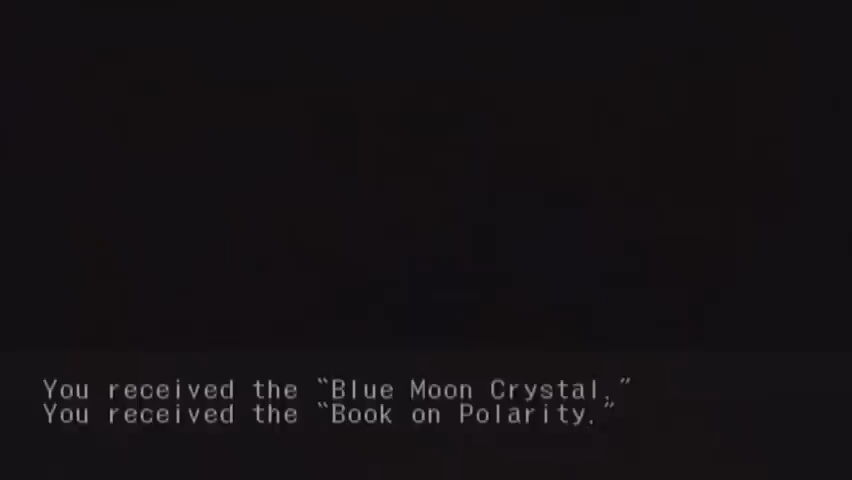 You received the “Blue Moon Crystal,”
You received the “Book on Polarity.”